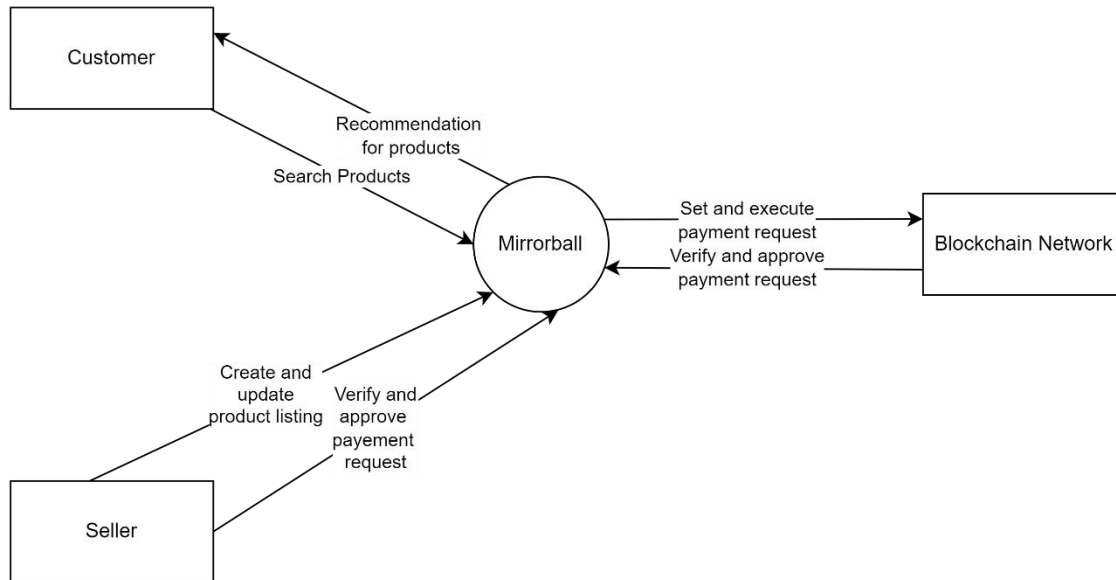 Customer
Recommendation
for products
Search Products
Mirrorball
Set and execute
payment request
Verify and approve
payment request
Blockchain Network
Create and
update
product listing
Verify and
approve
payement
request
Seller